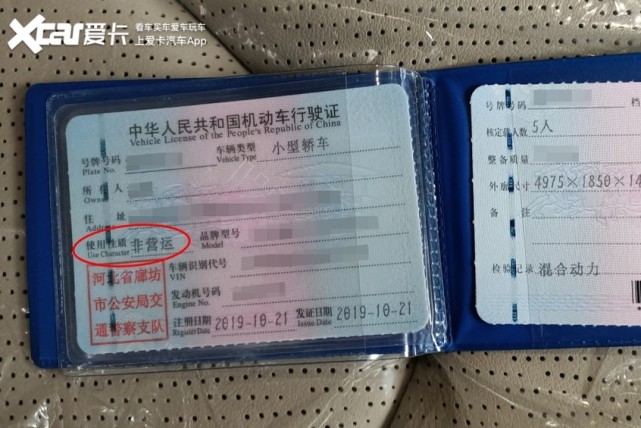 Xcar爱卡
看车买车爱车玩车
上爱卡汽车App
中华人民共和国机动车行驶证
Vehicle License of the People's Republic of China
号牌号码
Plate No.
车辆类型
Vehicle Type
小型轿车
所有人
Owner
住址
Address
使用性质
Use Character
非营运
品牌型号
Model
车辆识别代号
VIN
发动机号码
Engine No.
注册日期
Register Date
2019-10-21
发证日期
Issue Date
2019-10-21
河北省廊坊
市公安局交
通警察支队
号牌号码
档
核定载人数
5人
整备质量
外廓尺寸
4975×1850×14
备注
检验记录
混合动力